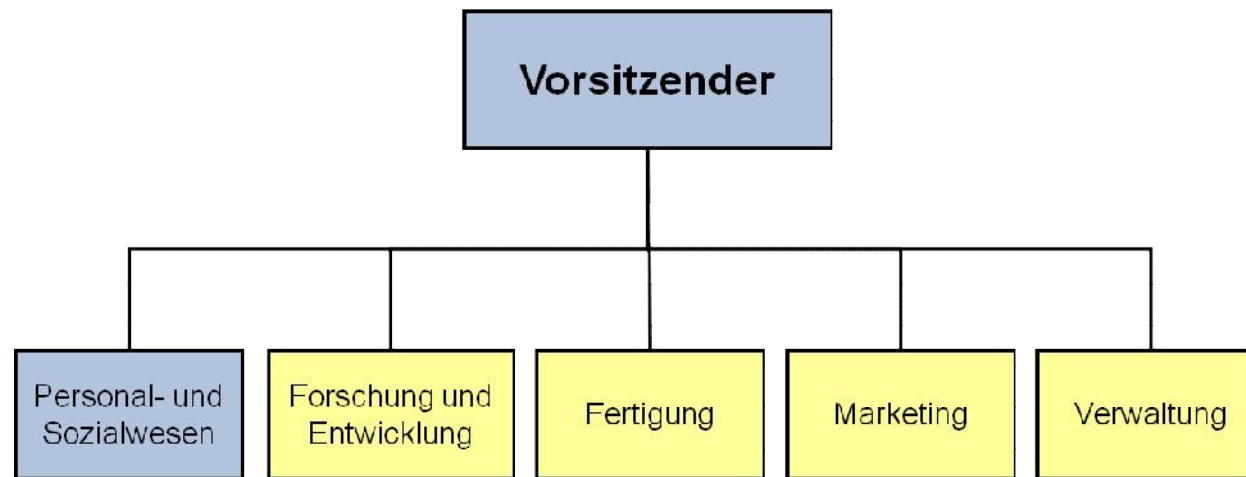 Vorsitzender
Personal- und
Sozialwesen
Forschung und
Entwicklung
Fertigung
Marketing
Verwaltung